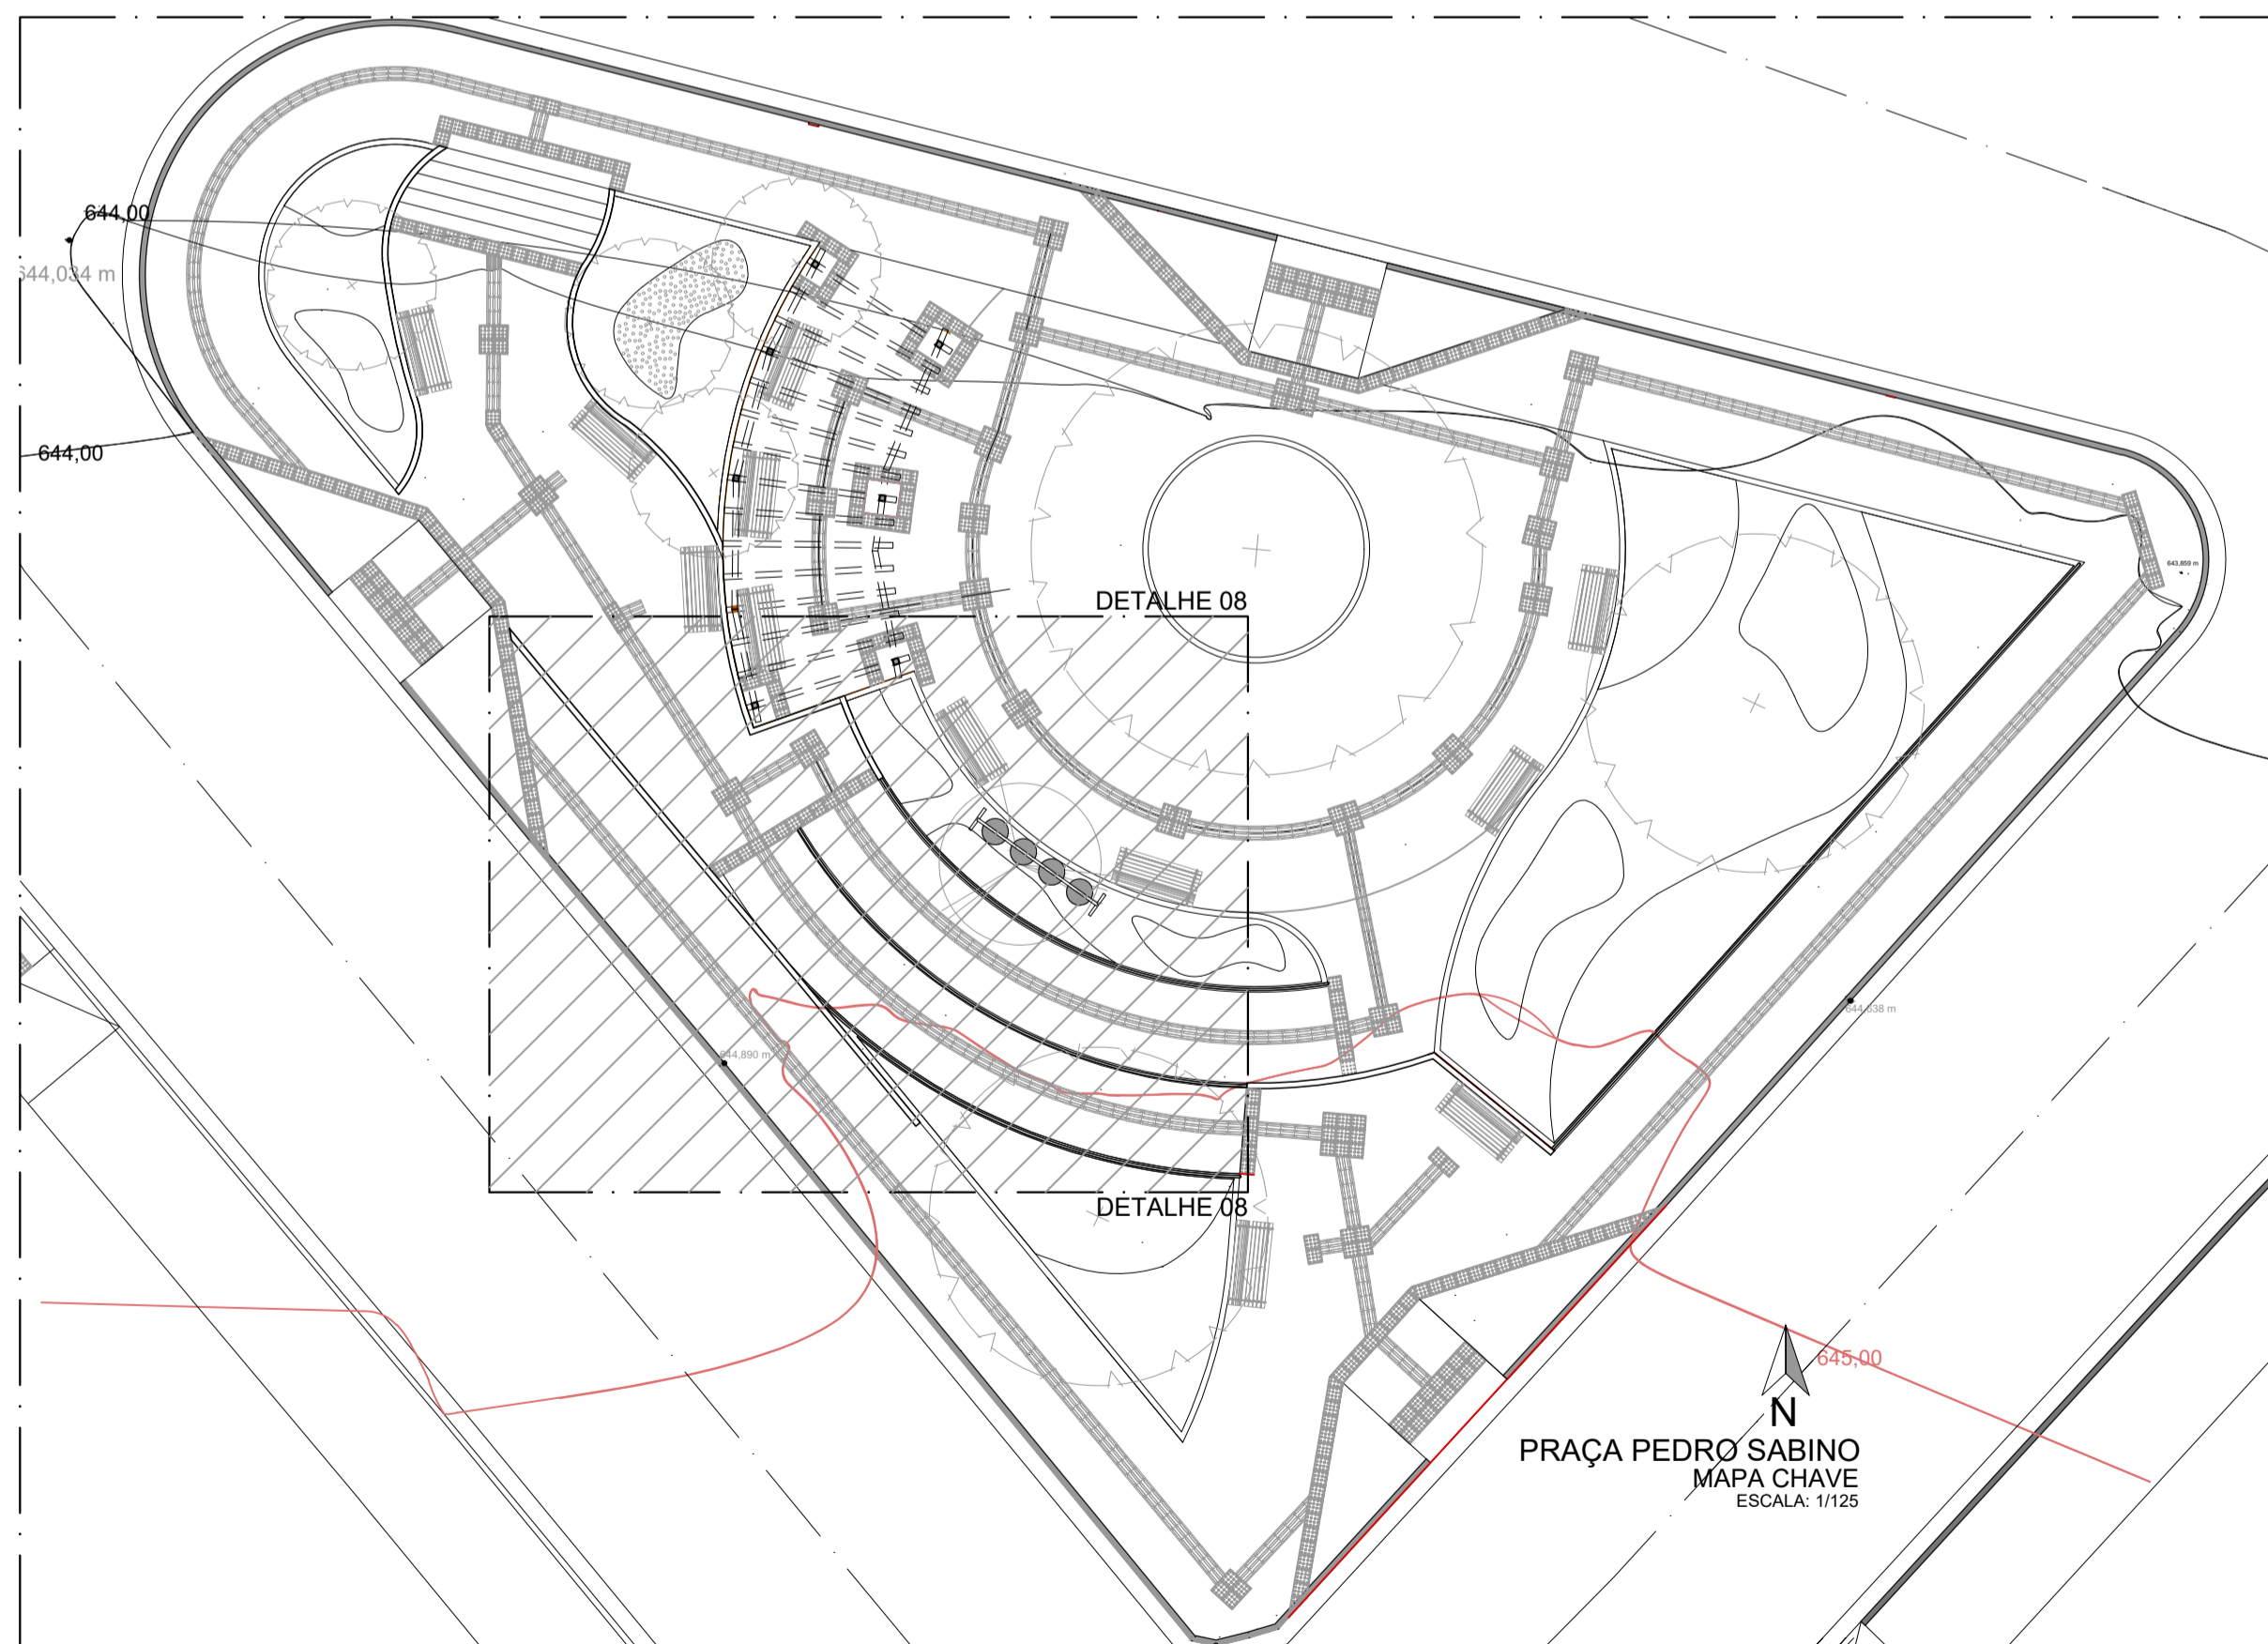 644,00
644,034 m
644,00
643,859 m
DETALHE 08
644,638 m
644,890 m
DETALHE 08
645,00
N
PRAÇA PEDRO SABINO
MAPA CHAVE
ESCALA: 1/125